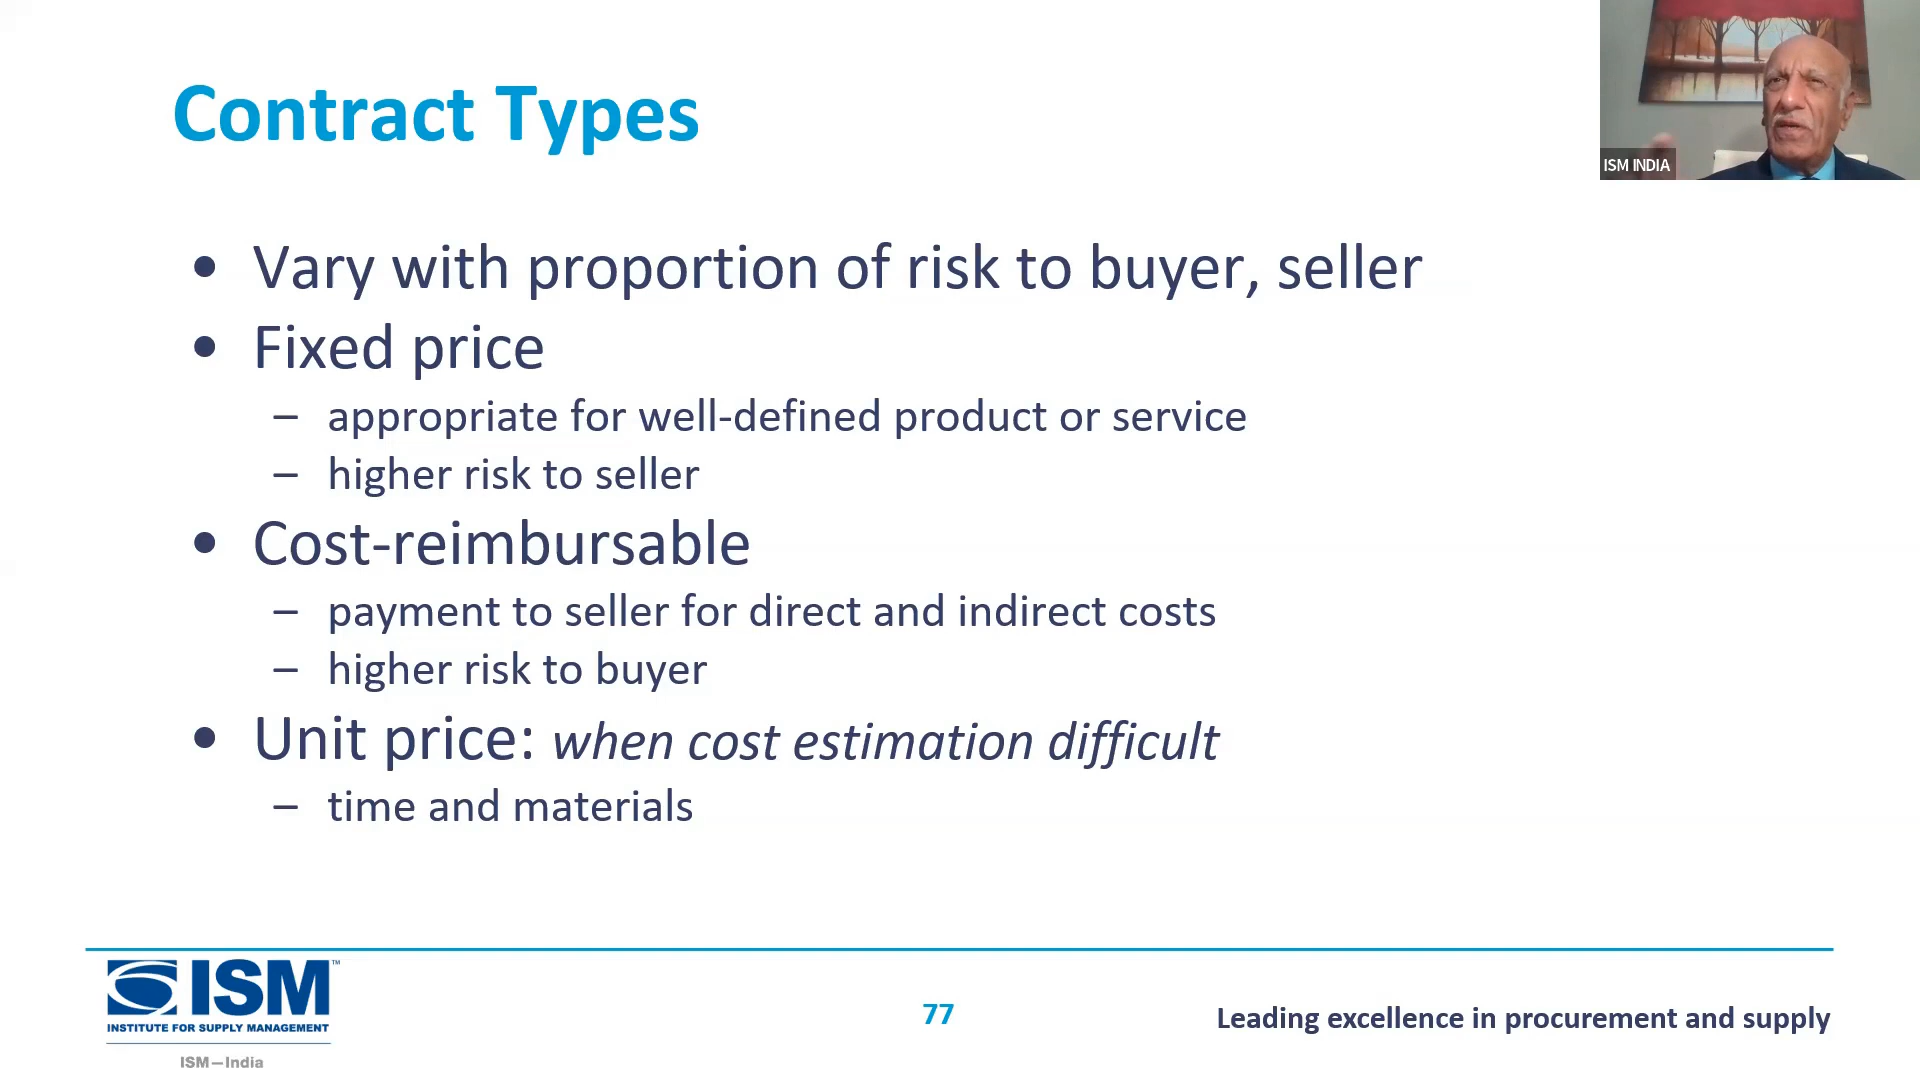 Contract Types
ISM INDIA
• Vary with proportion of risk to buyer, seller
• Fixed price
– appropriate for well-defined product or service
– higher risk to seller
• Cost-reimbursable
– payment to seller for direct and indirect costs
– higher risk to buyer
• Unit price: when cost estimation difficult
– time and materials
ISM™
INSTITUTE FOR SUPPLY MANAGEMENT
ISM—India
77
Leading excellence in procurement and supply